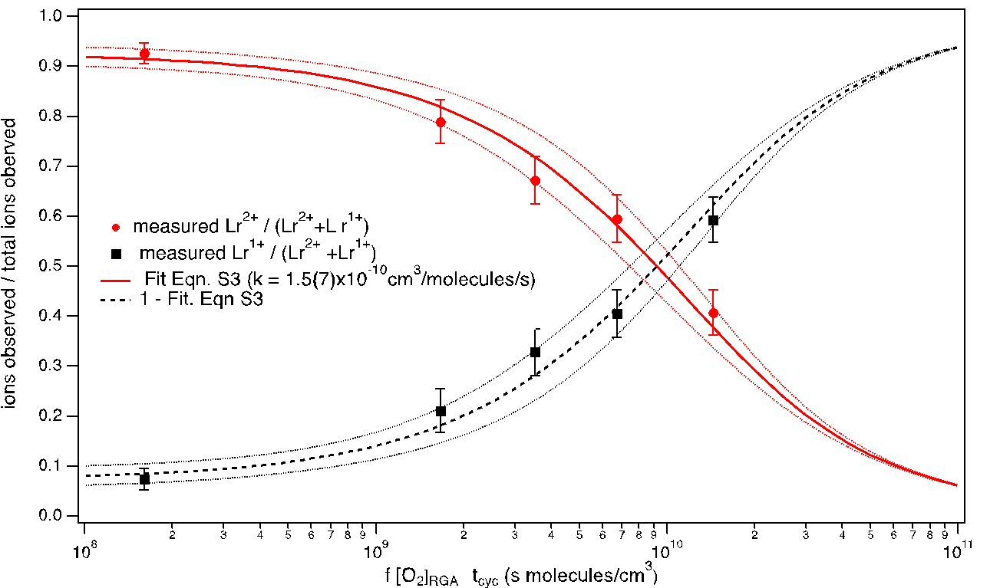 1.0
0.9
0.8
0.7
0.6
0.5
0.4
0.3
0.2
0.1
0.0
ions observed / total ions oberved
measured Lr2+ / (Lr2++L r1+)
measured Lr1+ / (Lr2+ +Lr1+)
Fit Eqn. S3 (k = 1.5(7)x10-10cm3/molecules/s)
1 - Fit. Eqn S3
2 3 4 5 6 7 8 9 2 3 4 5 6 7 8 9 2 3 4 5 6 7 8 9
108 109 1010 1011
f [O2]RGA tcyc (s molecules/cm3)